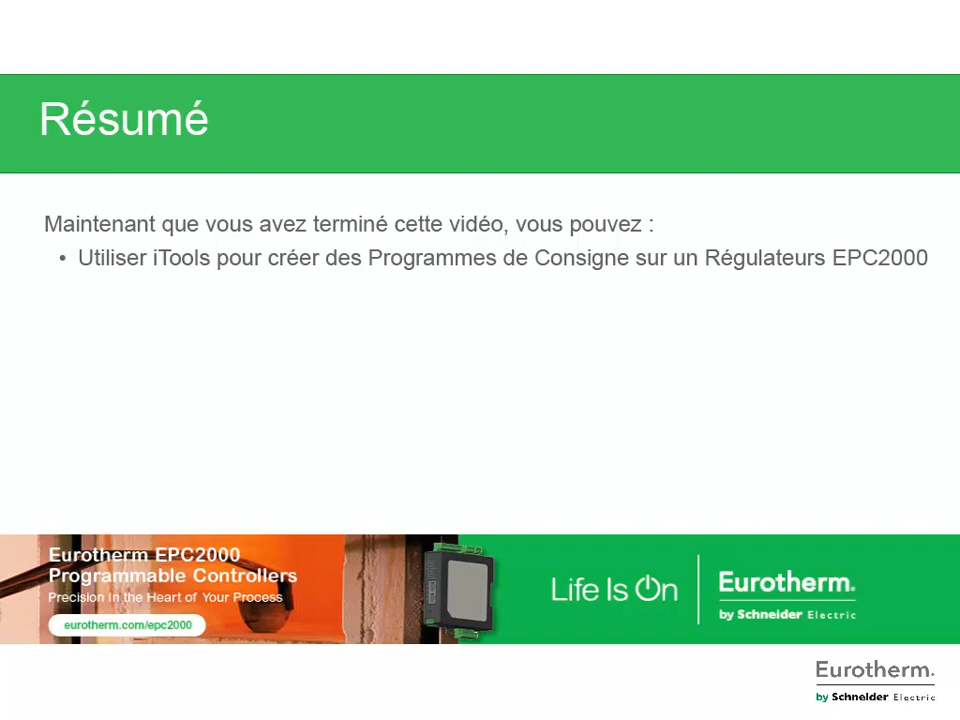 Résumé
Maintenant que vous avez terminé cette vidéo, vous pouvez :
• Utiliser iTools pour créer des Programmes de Consigne sur un Régulateurs EPC2000
Eurotherm EPC2000
Programmable Controllers
Precision In the Heart of Your Process
eurotherm.com/epc2000
Life Is On
Eurotherm.
by Schneider Electric
Eurotherm.
by Schneider Electric